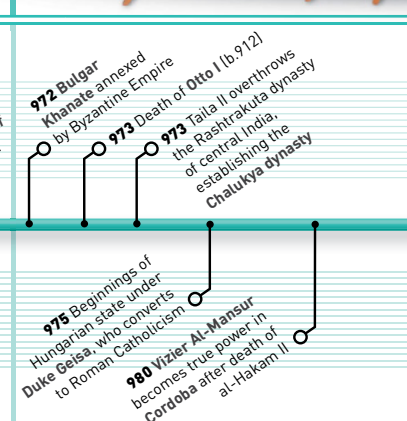 972 Bulgar
Khanate annexed
by Byzantine Empire
973 Death of Otto I (b.912)
973 Taila II overthrows
the Rashtrakuta dynasty
of central India,
establishing the
Chalukya dynasty
975 Beginnings of
Hungarian state under
Duke Geisa, who converts
to Roman Catholicism
980 Vizier Al-Mansur
becomes true power in
Cordoba after death of
al-Hakam II